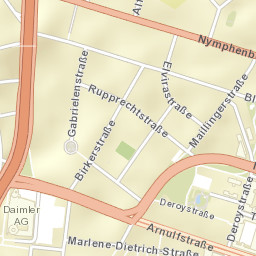 Nymphenb
Gabrielenstraße
Elvirastraße
Rupprechtstraße
Maillingerstraße
Birkerstraße
Daimler
AG
Deroystraße
Deroystraße
Arnulfstraße
Marlene-Dietrich-Straße